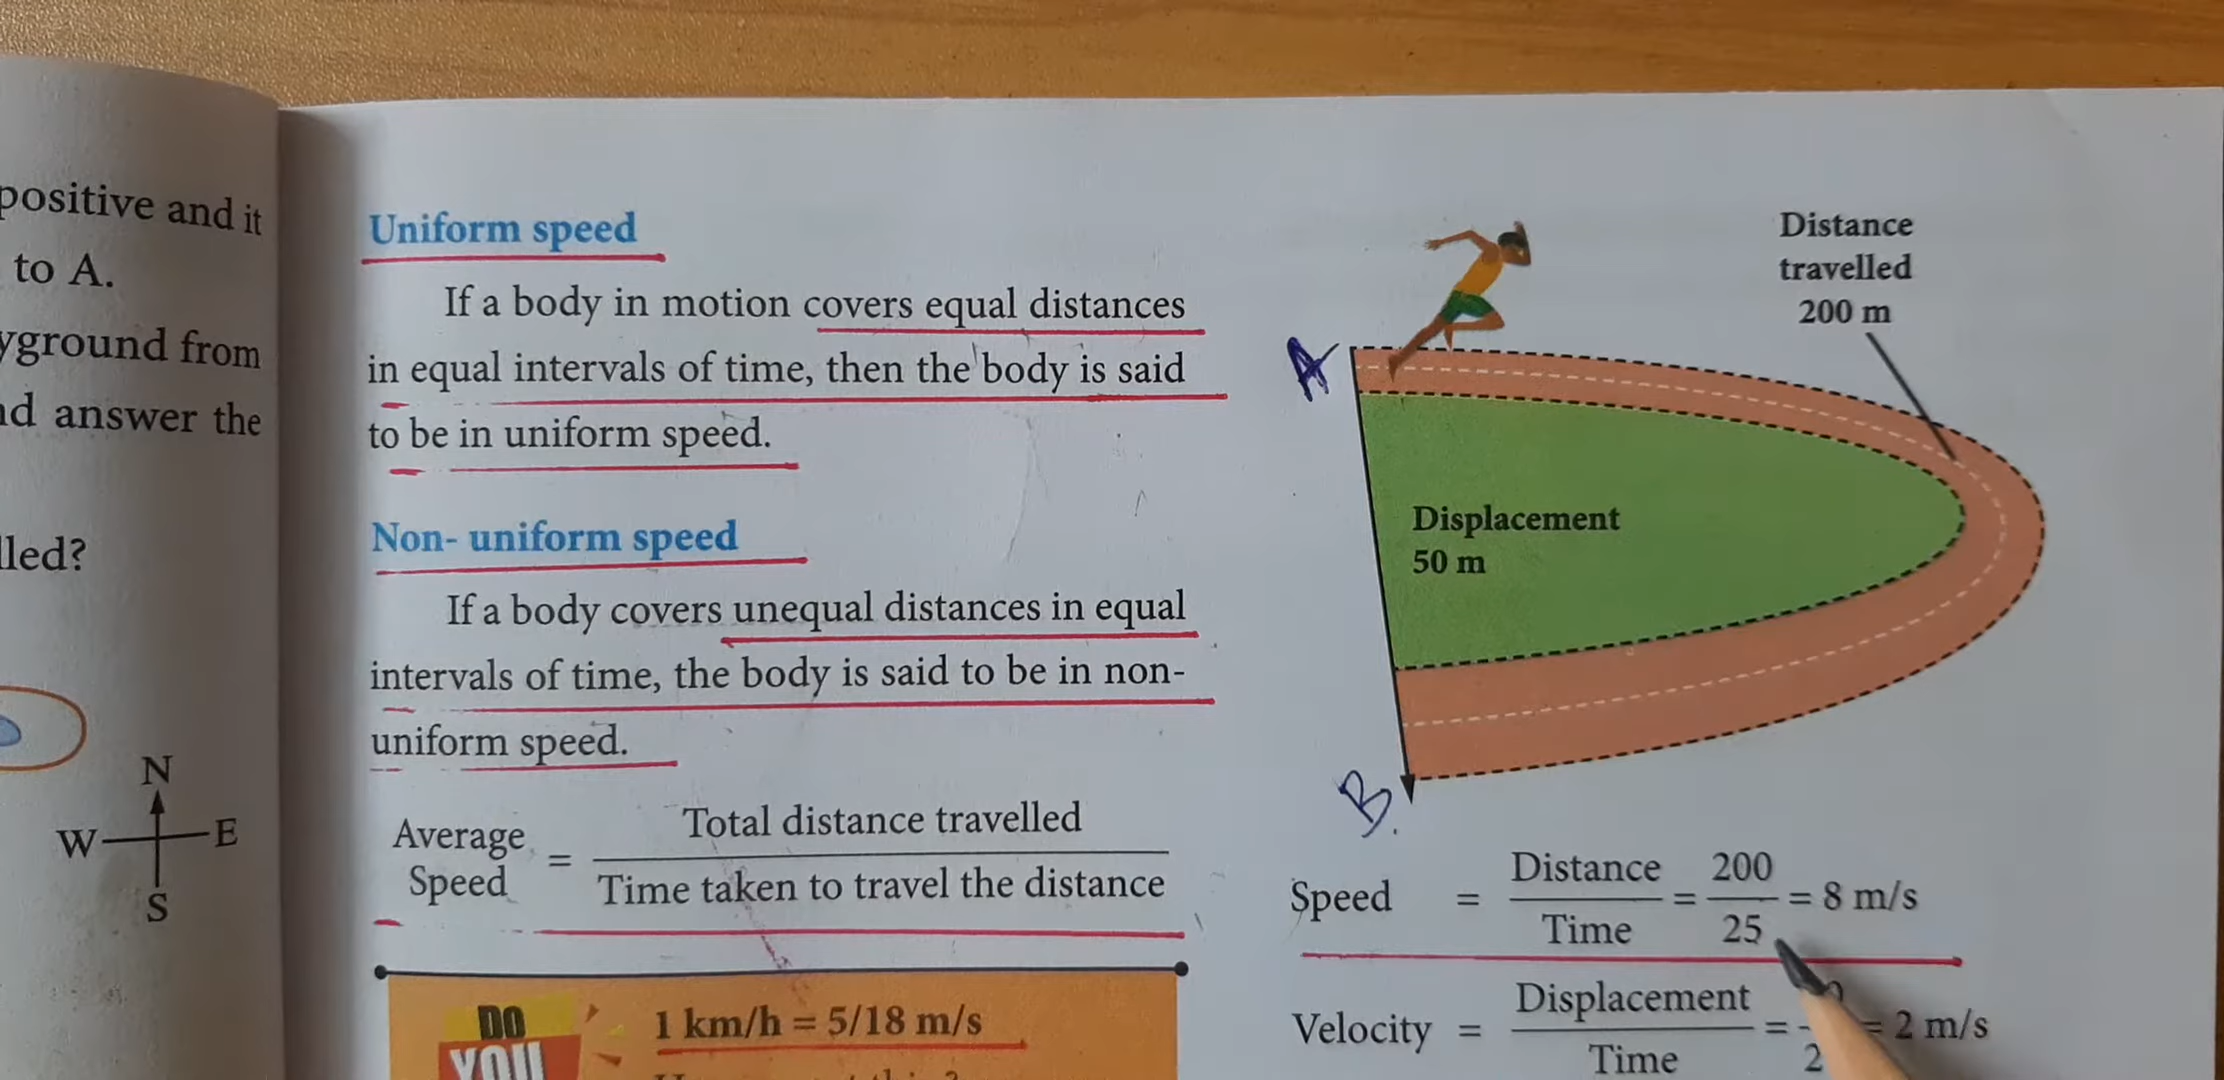 positive and it
to A.
yground from
nd answer the
lled?
N
W E
S
Uniform speed
If a body in motion covers equal distances
in equal intervals of time, then the body is said
to be in uniform speed.
Non- uniform speed
If a body covers unequal distances in equal
intervals of time, the body is said to be in non-
uniform speed.
Average Speed = Total distance travelled / Time taken to travel the distance
DO
YOU
1 km/h = 5/18 m/s
Distance
travelled
200 m
A
Displacement
50 m
B
Speed = Distance / Time = 200 / 25 = 8 m/s
Velocity = Displacement / Time = 2 = 2 m/s